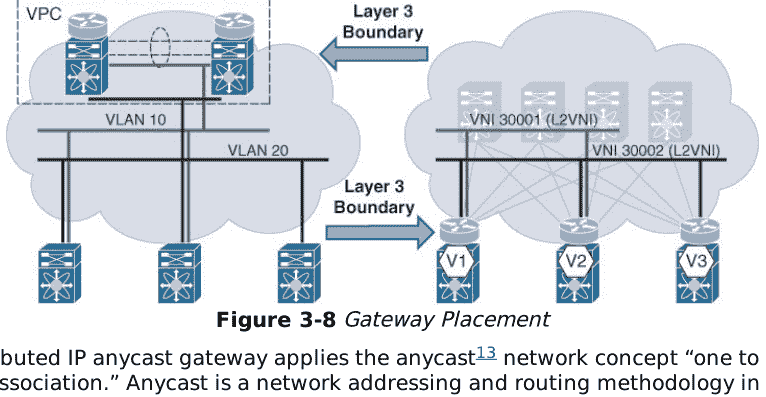 VPC
Layer 3
Boundary
VLAN 10
VNI 30001 (L2VNI)
VLAN 20
VNI 30002 (L2VNI)
Layer 3
Boundary
V1
V2
V3
Figure 3-8 Gateway Placement
buted IP anycast gateway applies the anycast13 network concept “one to
ssociation.” Anycast is a network addressing and routing methodology in